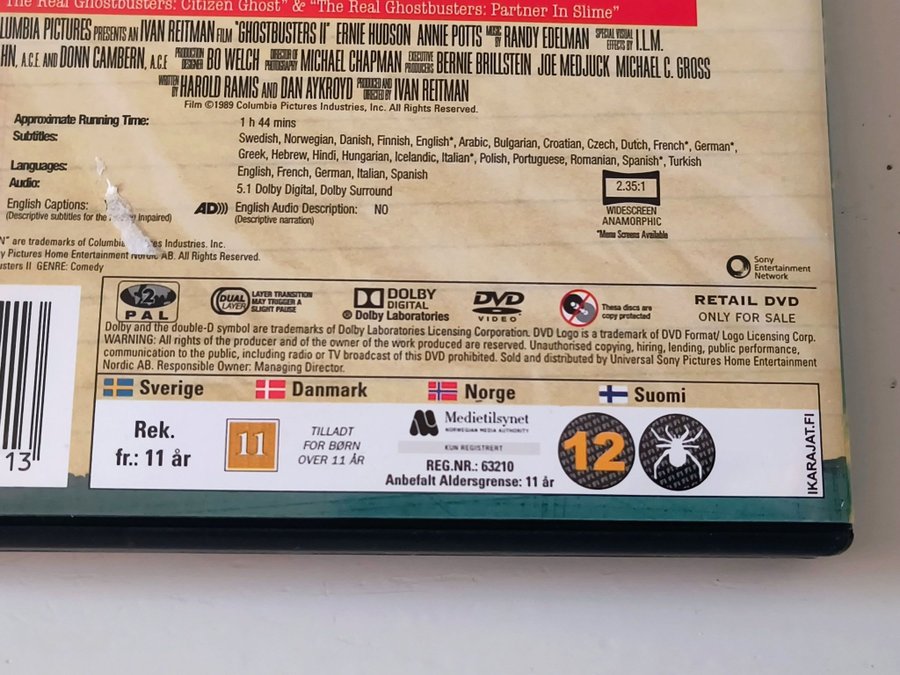 The Real Ghostbusters: Citizen Ghost" & "The Real Ghostbusters: Partner In Slime"
COLUMBIA PICTURES PRESENTS AN IVAN REITMAN FILM "GHOSTBUSTERS II" ERNIE HUDSON ANNIE POTTS MUSIC BY RANDY EDELMAN SPECIAL VISUAL EFFECTS BY I.L.M.
HN, A.C.E. AND DONN CAMBERN, A.C.E. PRODUCTION DESIGNER BO WELCH DIRECTOR OF PHOTOGRAPHY MICHAEL CHAPMAN EXECUTIVE PRODUCERS BERNIE BRILLSTEIN JOE MEDJUCK MICHAEL C. GROSS
WRITTEN BY HAROLD RAMIS AND DAN AYKROYD PRODUCED AND DIRECTED BY IVAN REITMAN
Film ©1989 Columbia Pictures Industries, Inc. All Rights Reserved.
Approximate Running Time: 1 h 44 mins
Subtitles: Swedish, Norwegian, Danish, Finnish, English*, Arabic, Bulgarian, Croatian, Czech, Dutch, French*, German*,
Greek, Hebrew, Hindi, Hungarian, Icelandic, Italian*, Polish, Portuguese, Romanian, Spanish*, Turkish
Languages: English, French, German, Italian, Spanish
Audio: 5.1 Dolby Digital, Dolby Surround
2.35:1
WIDESCREEN
ANAMORPHIC
*Menu Screens Available
English Captions:
(Descriptive subtitles for the Impaired)
AD))) English Audio Description: NO
(Descriptive narration)
" are trademarks of Columbia Industries, Inc.
y Pictures Home Entertainment Nordic AB. All Rights Reserved.
usters II GENRE: Comedy
Sony
Entertainment
Network
2
PAL
DUAL LAYER
LAYER TRANSITION
MAY TRIGGER A
SLIGHT PAUSE
DOLBY
DIGITAL
® Dolby Laboratories
DVD
VIDEO
These discs are
copy protected
RETAIL DVD
ONLY FOR SALE
Dolby and the double-D symbol are trademarks of Dolby Laboratories Licensing Corporation. DVD Logo is a trademark of DVD Format/ Logo Licensing Corp.
WARNING: All rights of the producer and of the owner of the work produced are reserved. Unauthorised copying, hiring, lending, public performance,
communication to the public, including radio or TV broadcast of this DVD prohibited. Sold and distributed by Universal Sony Pictures Home Entertainment
Nordic AB. Responsible Owner: Managing Director.
Sverige
Danmark
Norge
Suomi
Rek.
fr.: 11 år
11
TILLADT
FOR BØRN
OVER 11 ÅR
Medietilsynet
NORWEGIAN MEDIA AUTHORITY
KUN REGISTRERT
REG.NR.: 63210
Anbefalt Aldersgrense: 11 år
12
IKARAJAT.FI
13